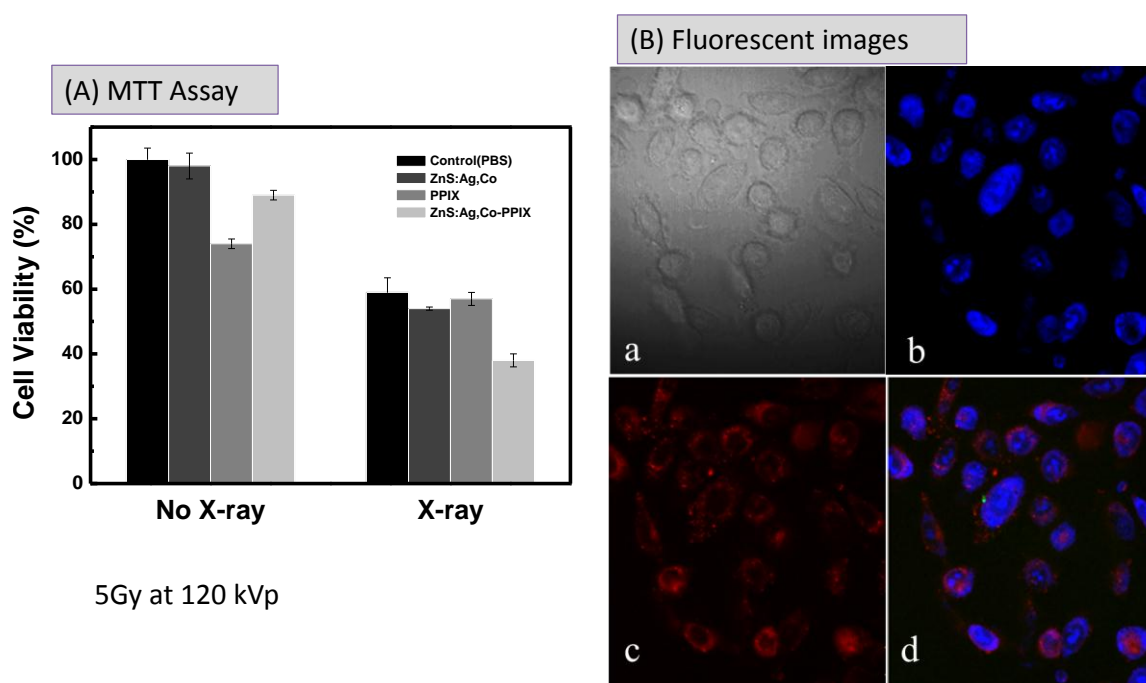 (B) Fluorescent images
(A) MTT Assay
100
80
60
40
20
0
Cell Viability (%)
Control(PBS)
ZnS:Ag,Co
PPIX
ZnS:Ag,Co-PPIX
No X-ray
X-ray
5Gy at 120 kVp
a
b
c
d